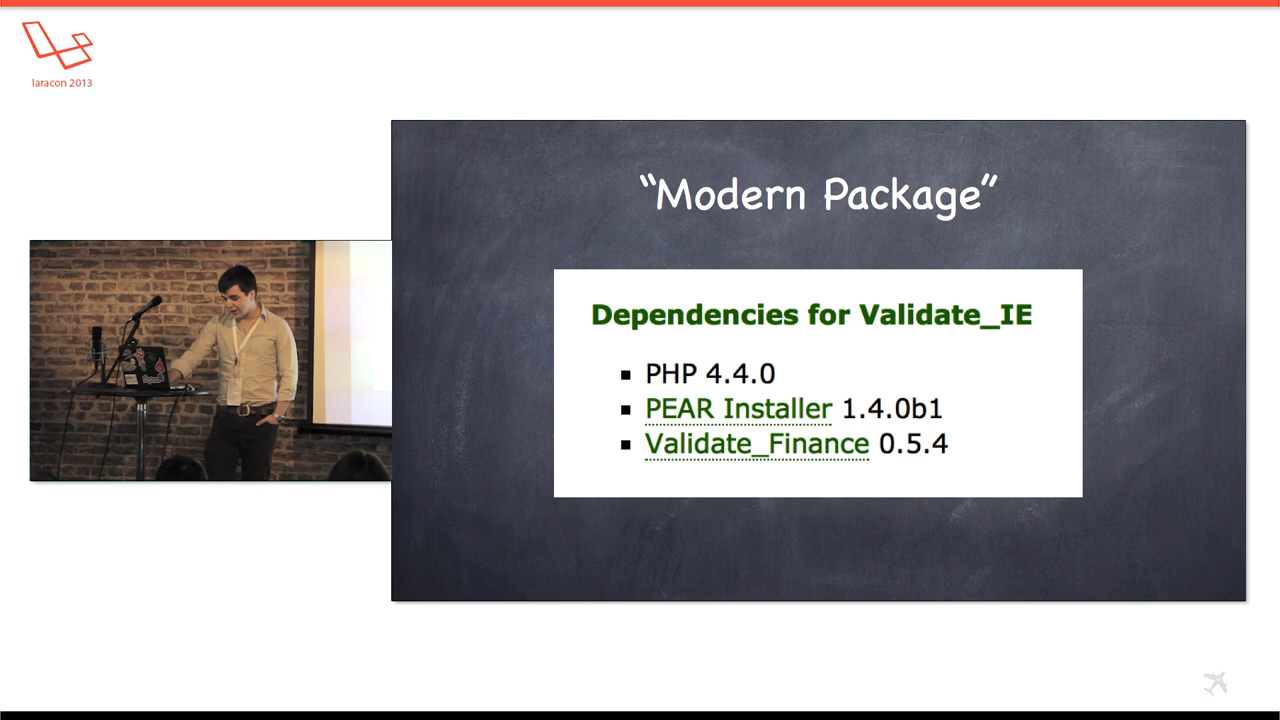 laracon 2013
“Modern Package”
Dependencies for Validate_IE
PHP 4.4.0
PEAR Installer 1.4.0b1
Validate_Finance 0.5.4